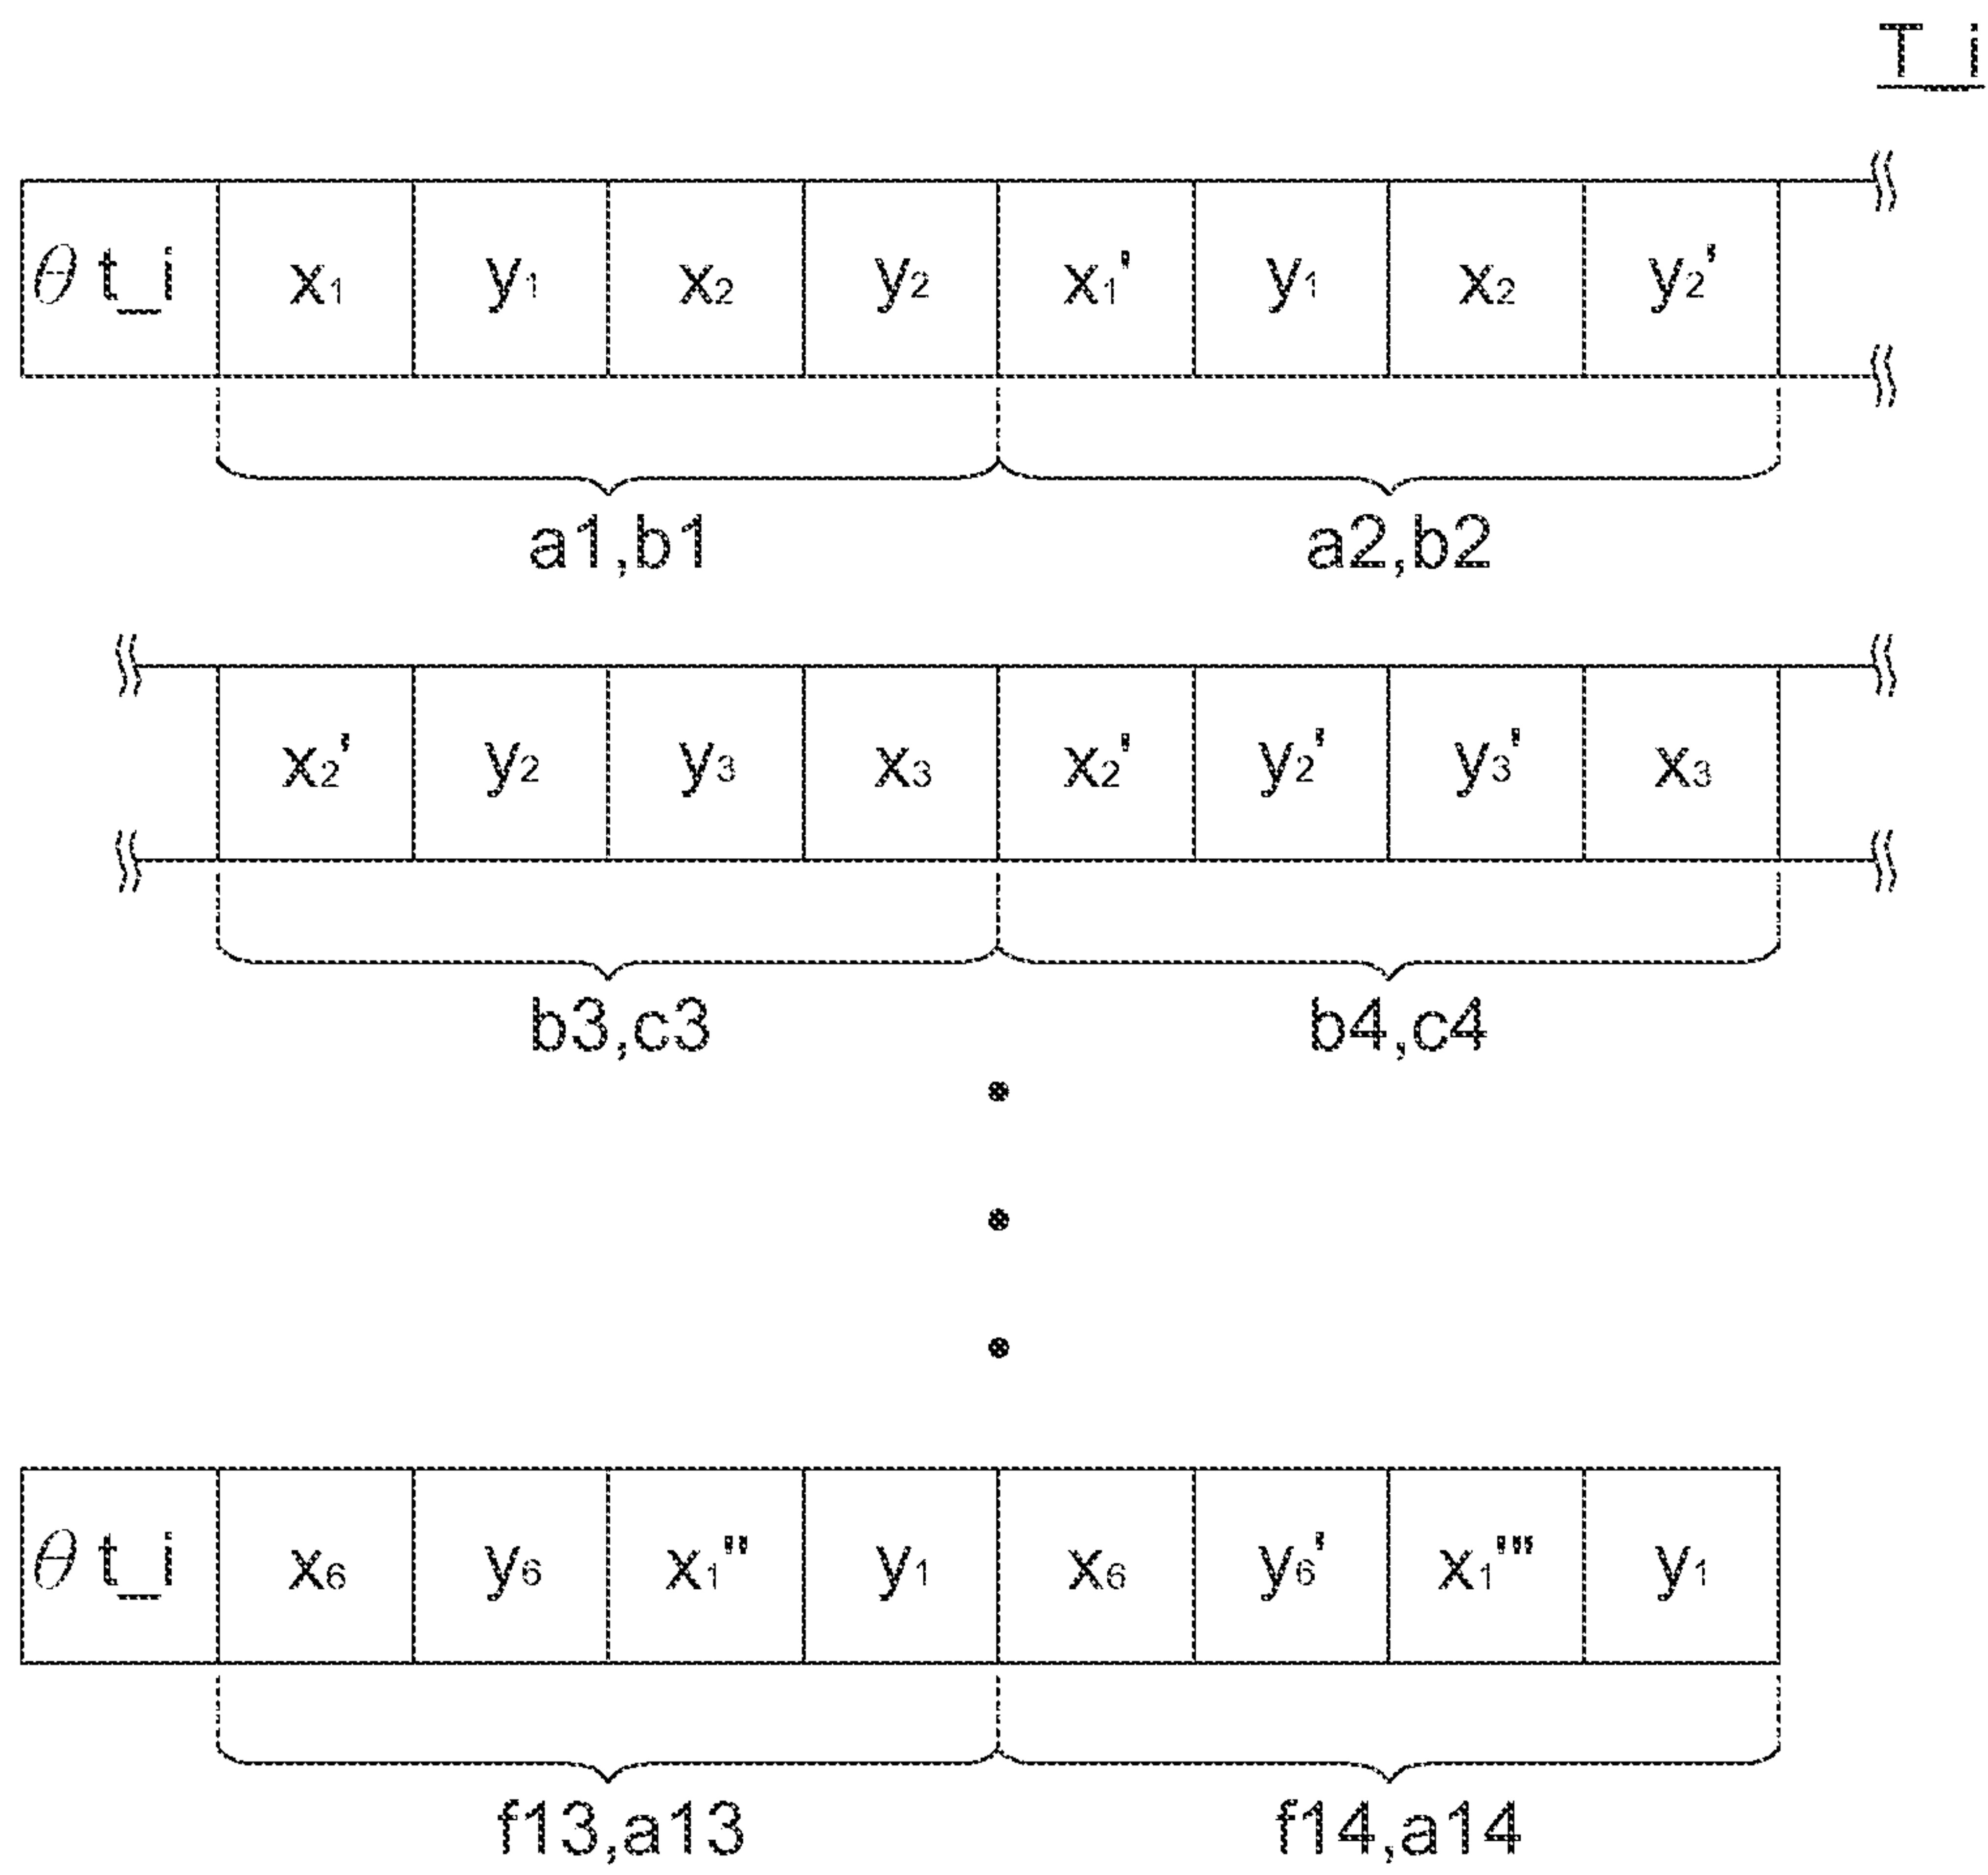 T_i
θ t_i x₁ y₁ x₂ y₂ x₁' y₁ x₂ y₂'
a1,b1 a2,b2
x₂' y₂ y₃ x₃ x₂' y₂' y₃' x₃
b3,c3 b4,c4
θ t_i x₆ y₆ x₁'' y₁ x₆ y₆' x₁''' y₁
f13,a13 f14,a14